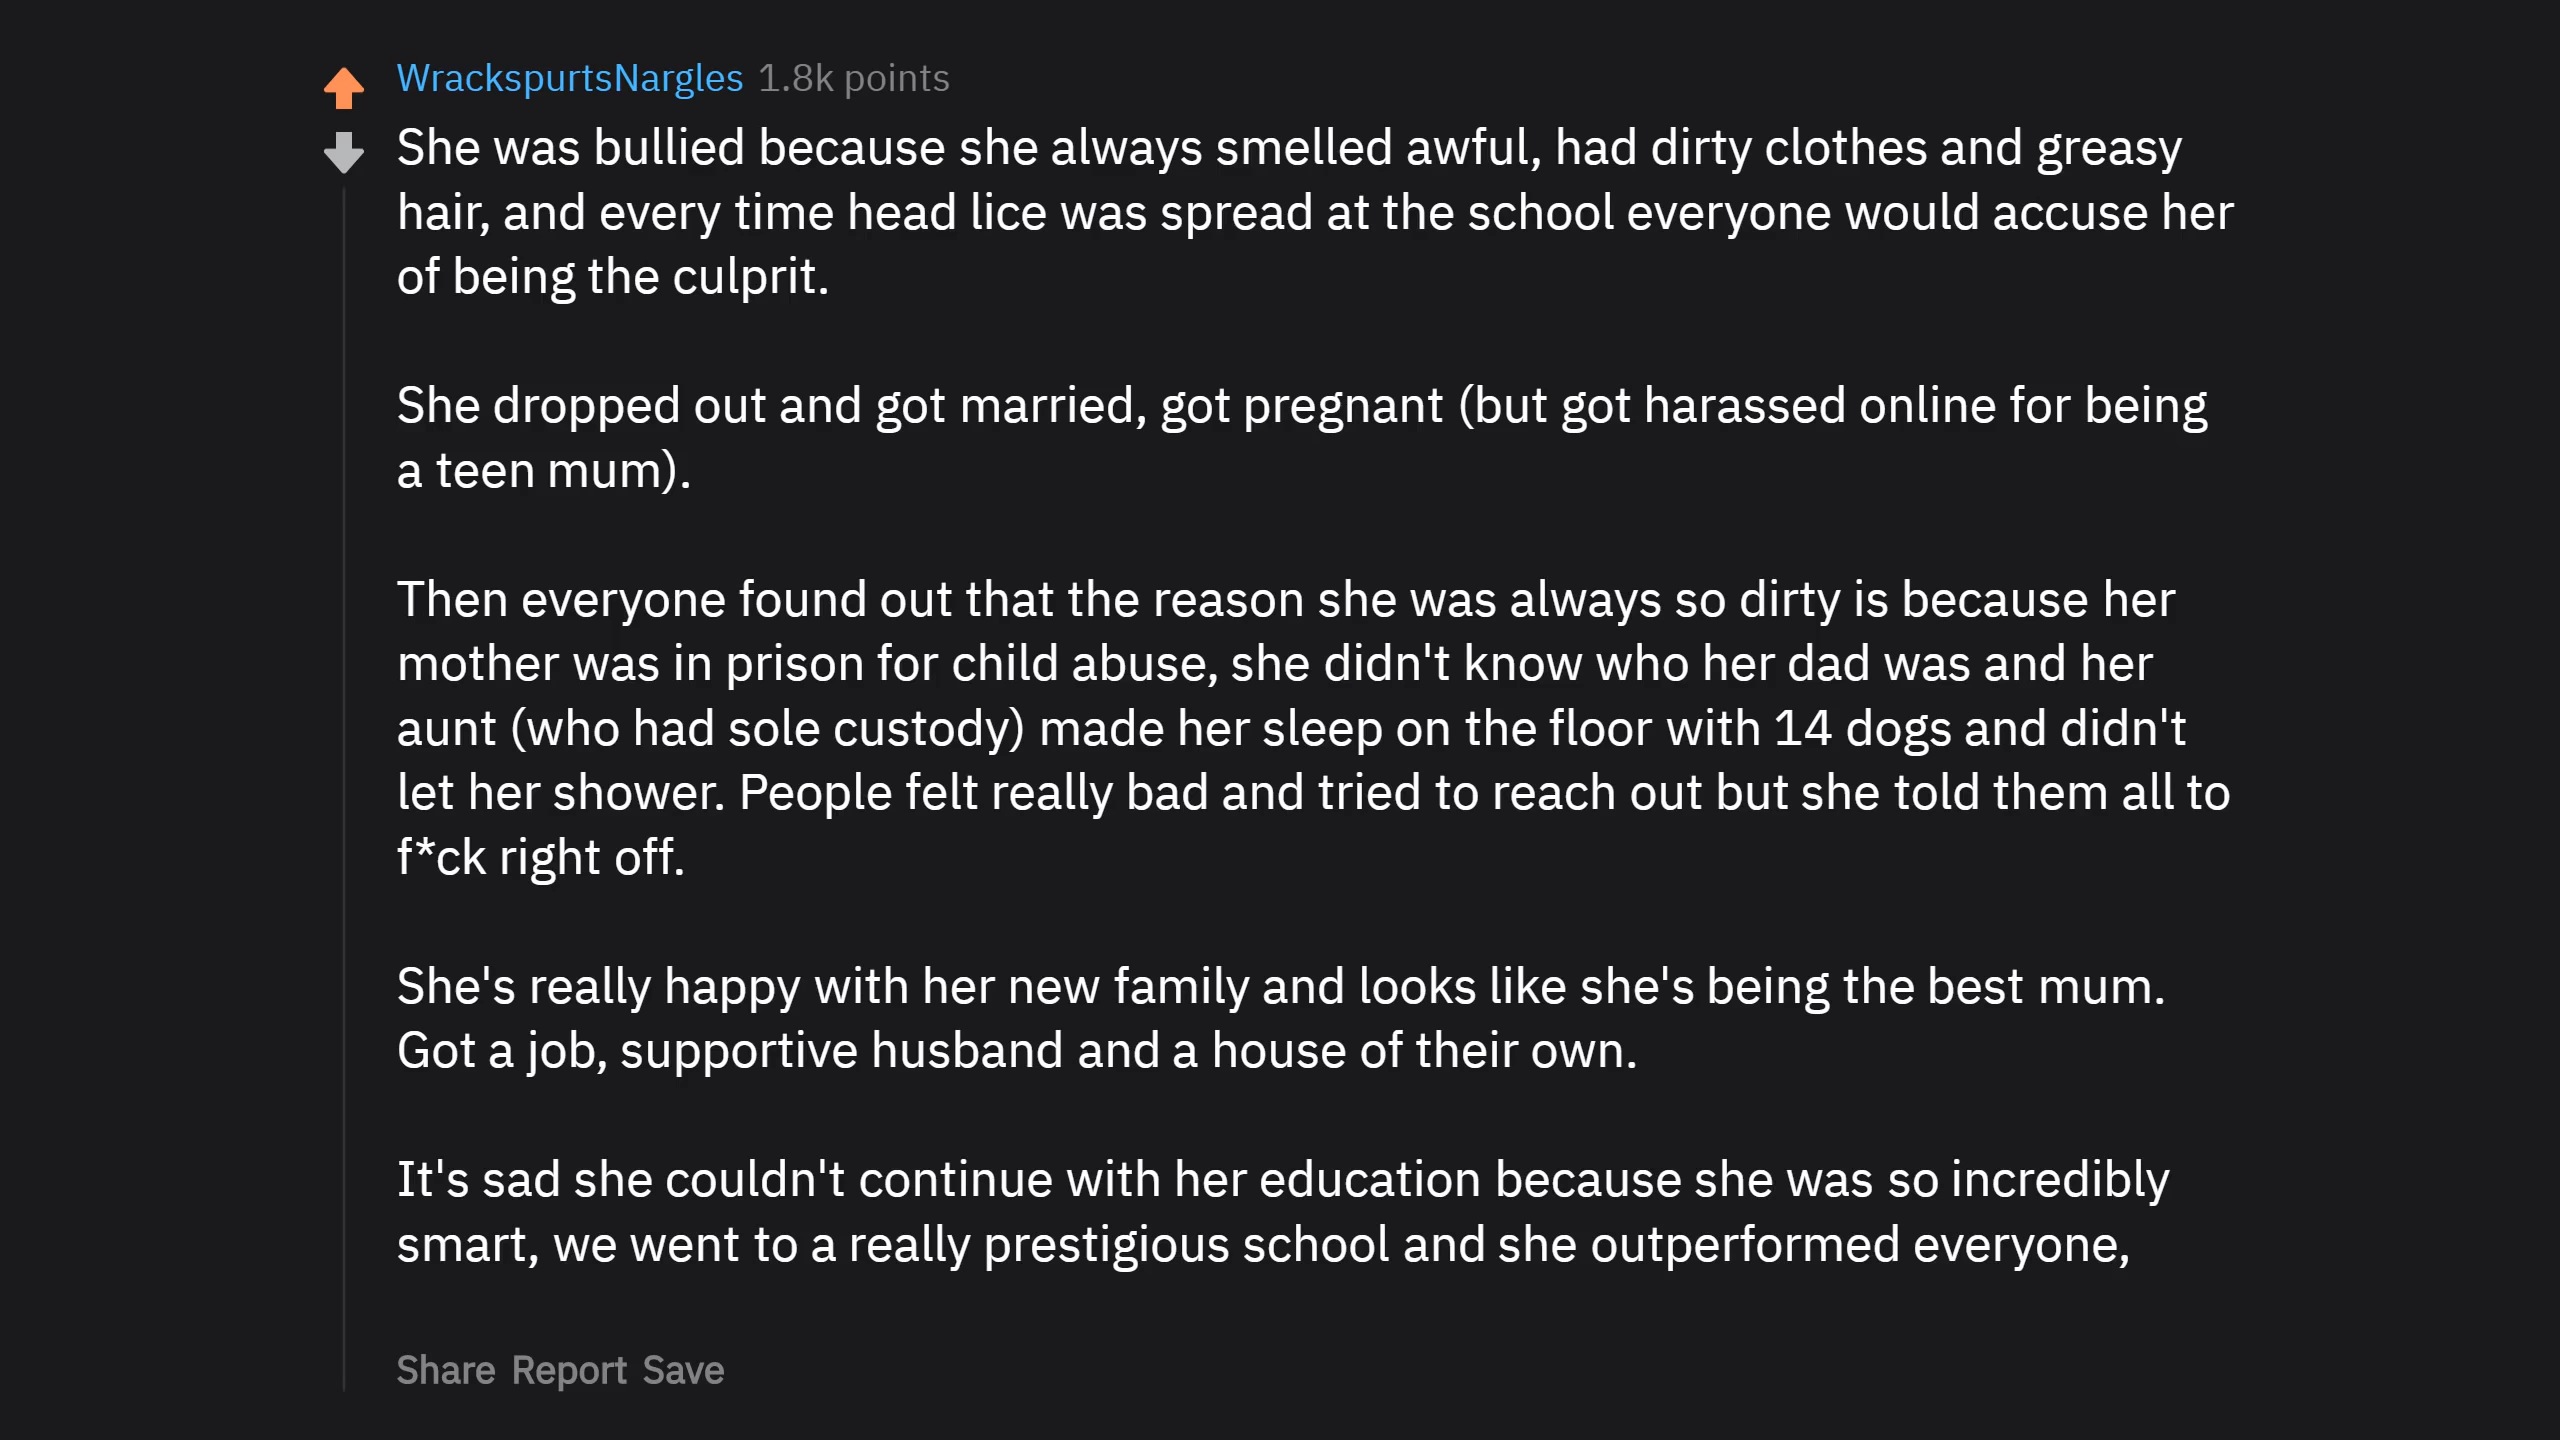 WrackspurtsNargles 1.8k points
She was bullied because she always smelled awful, had dirty clothes and greasy
hair, and every time head lice was spread at the school everyone would accuse her
of being the culprit.
She dropped out and got married, got pregnant (but got harassed online for being
a teen mum).
Then everyone found out that the reason she was always so dirty is because her
mother was in prison for child abuse, she didn't know who her dad was and her
aunt (who had sole custody) made her sleep on the floor with 14 dogs and didn't
let her shower. People felt really bad and tried to reach out but she told them all to
f*ck right off.
She's really happy with her new family and looks like she's being the best mum.
Got a job, supportive husband and a house of their own.
It's sad she couldn't continue with her education because she was so incredibly
smart, we went to a really prestigious school and she outperformed everyone,
Share Report Save